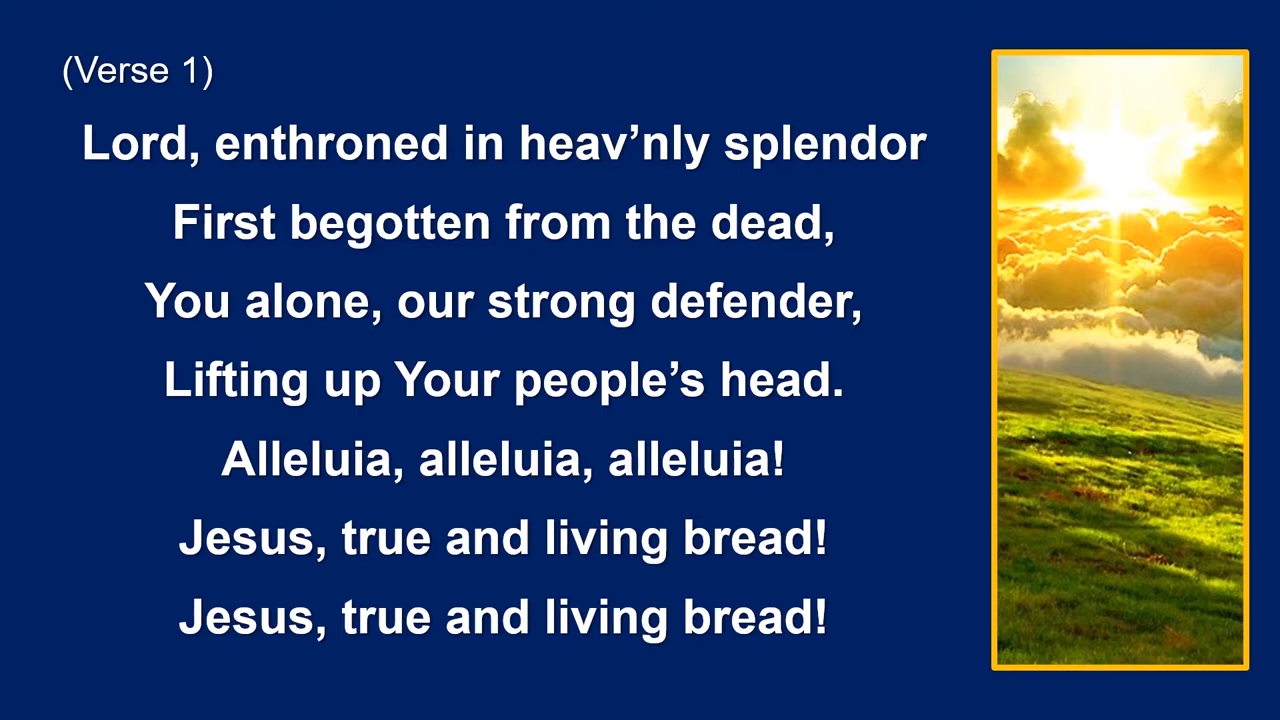 (Verse 1)
Lord, enthroned in heav’nly splendor
First begotten from the dead,
You alone, our strong defender,
Lifting up Your people’s head.
Alleluia, alleluia, alleluia!
Jesus, true and living bread!
Jesus, true and living bread!